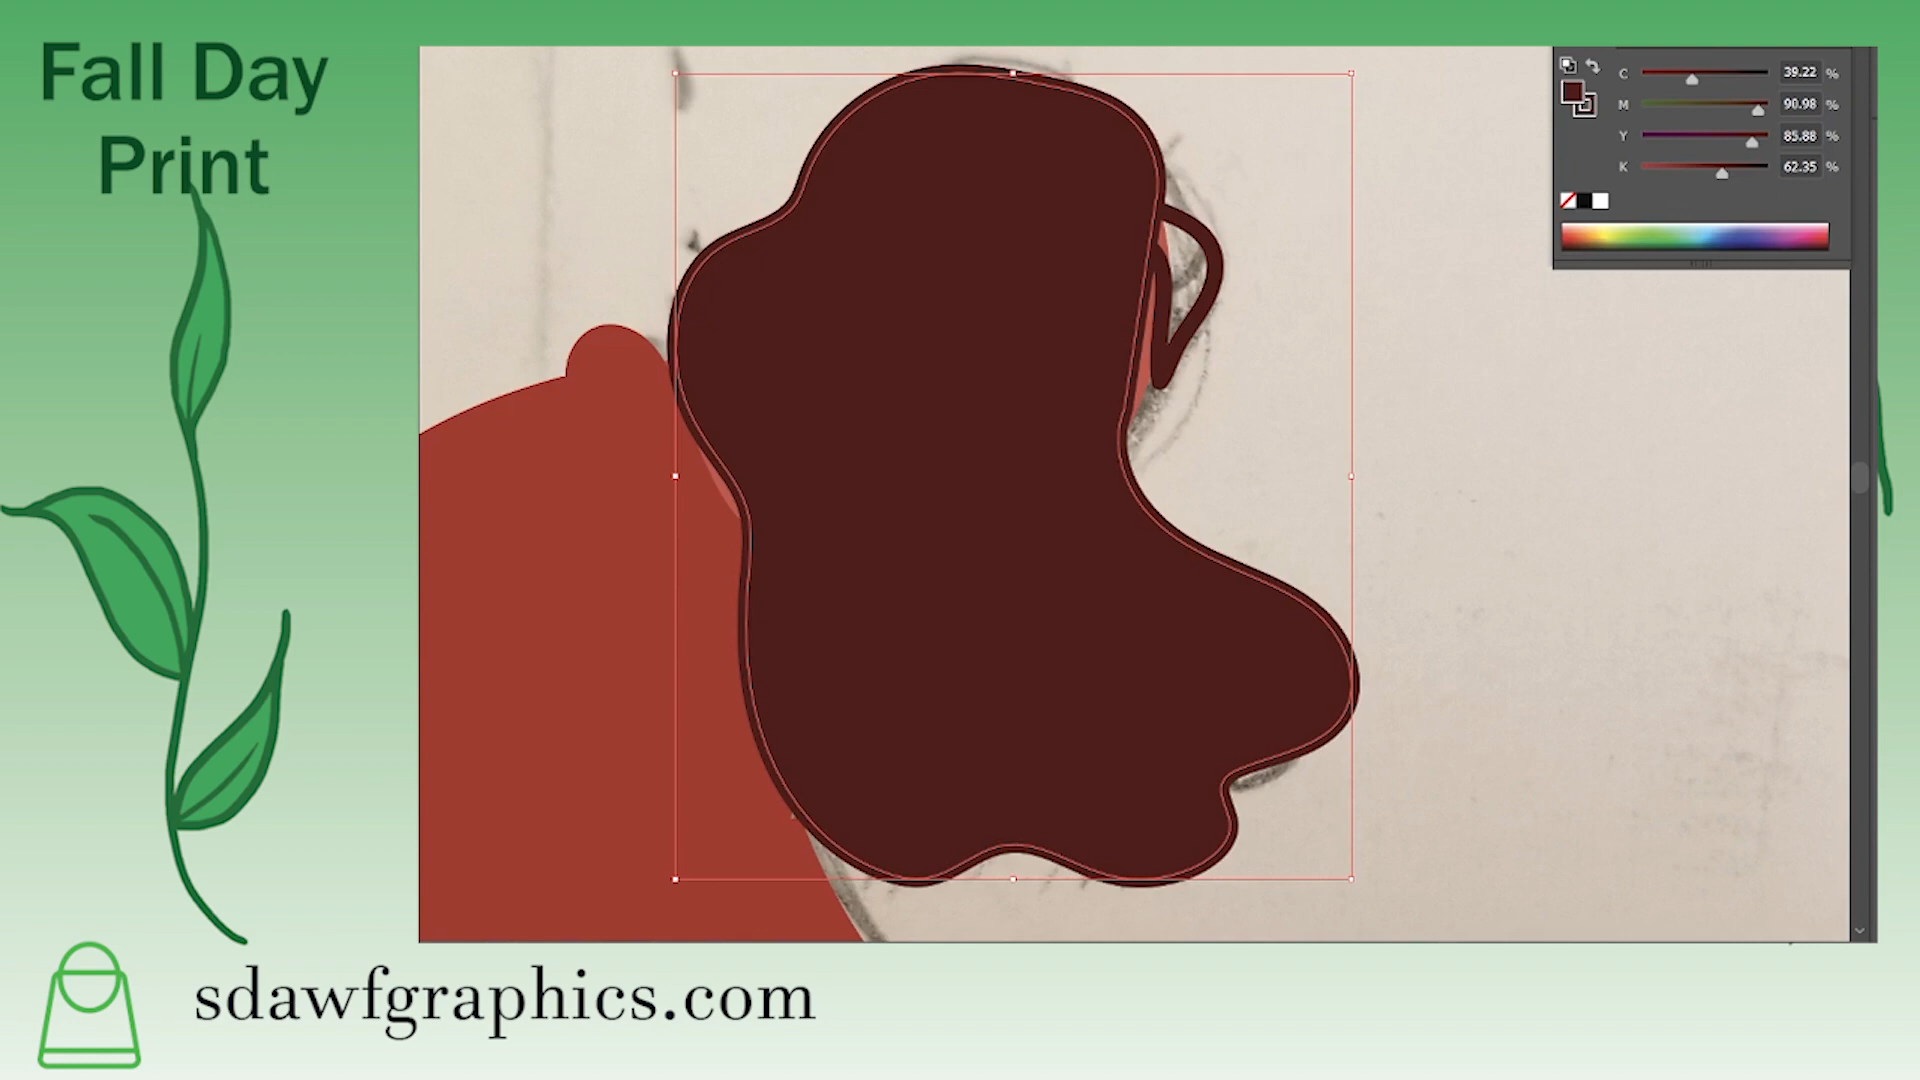 Fall Day
Print
C 39.22 %
M 90.98 %
Y 85.88 %
K 62.35 %
sdawfgraphics.com